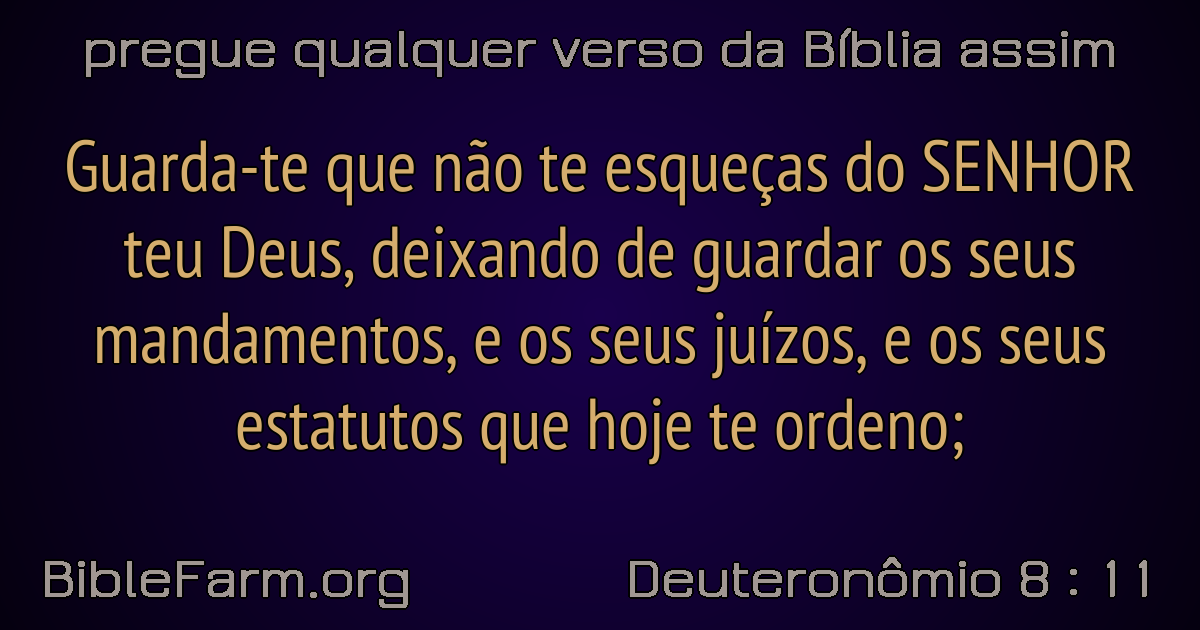 pregue qualquer verso da Bíblia assim
Guarda-te que não te esqueças do SENHOR
teu Deus, deixando de guardar os seus
mandamentos, e os seus juízos, e os seus
estatutos que hoje te ordeno;
BibleFarm.org
Deuteronômio 8 : 11